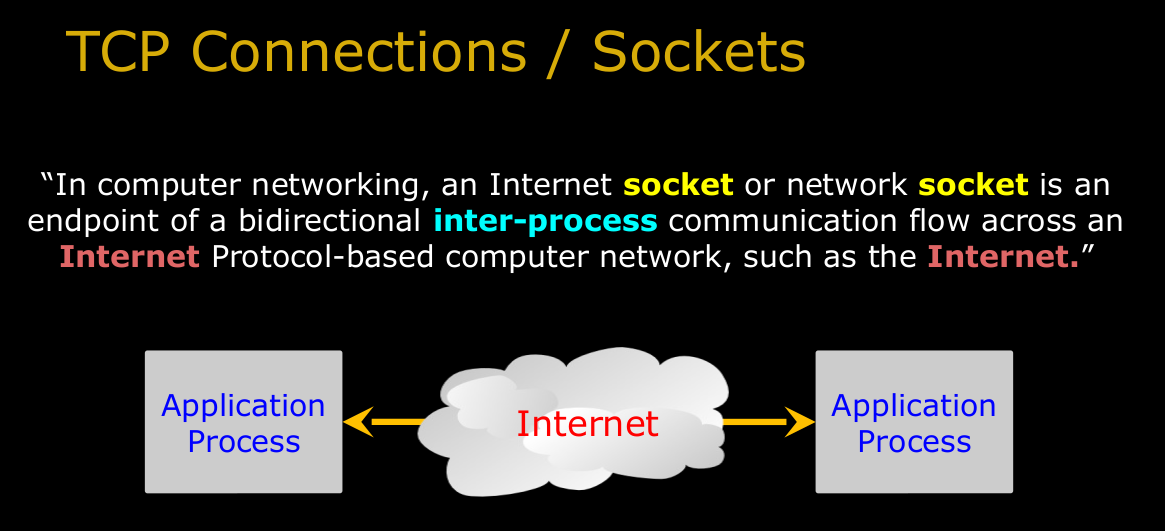 TCP Connections / Sockets
“In computer networking, an Internet socket or network socket is an
endpoint of a bidirectional inter-process communication flow across an
Internet Protocol-based computer network, such as the Internet.”
Application
Process
Internet
Application
Process